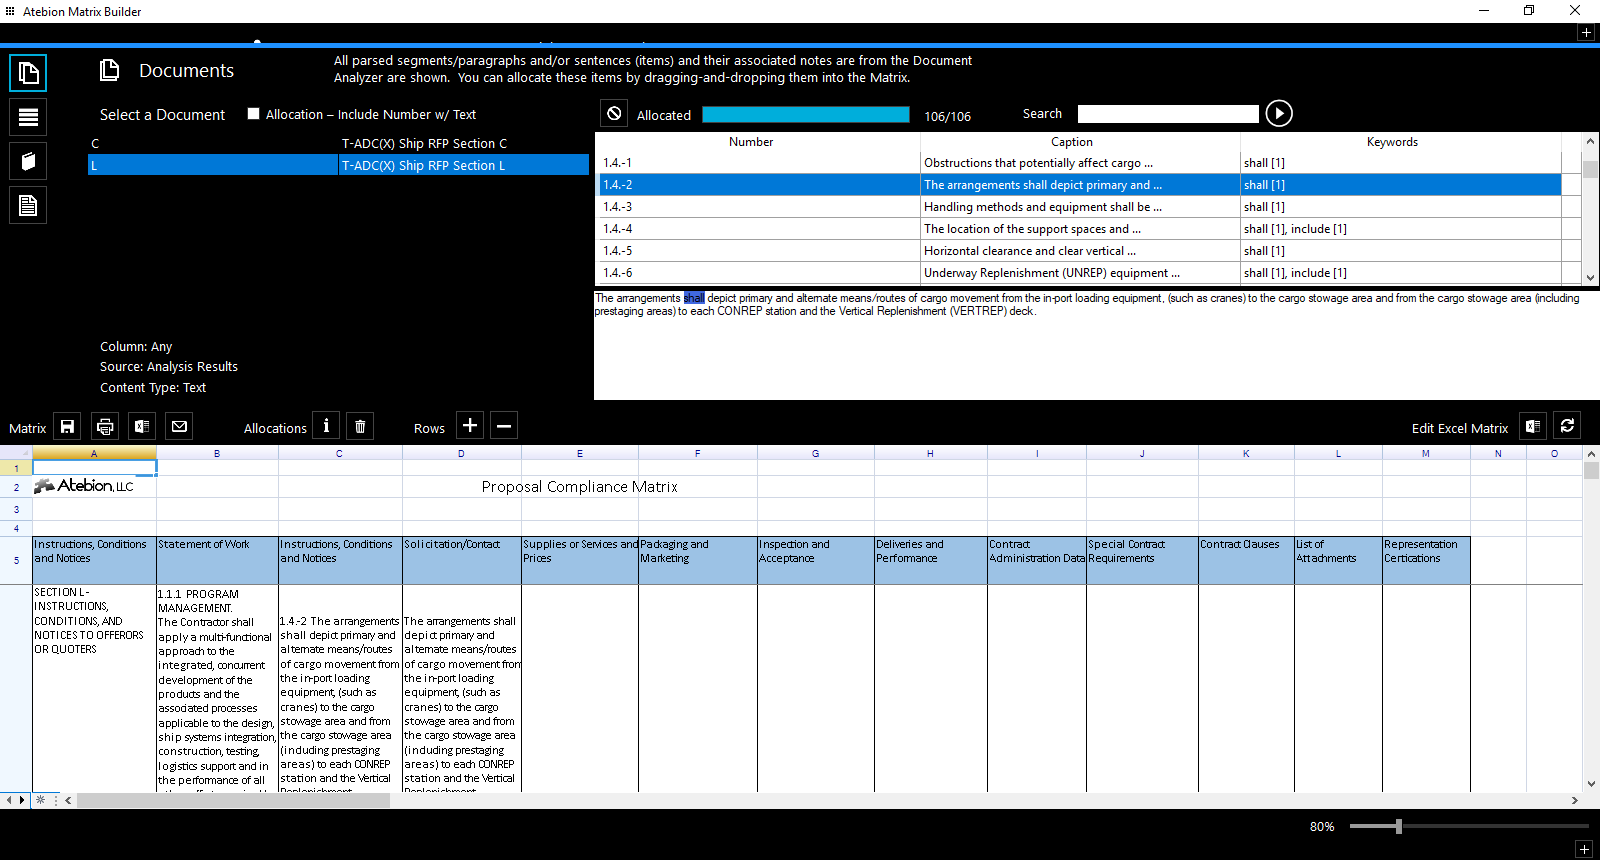 Atebion Matrix Builder
Documents
All parsed segments/paragraphs and/or sentences (items) and their associated notes are from the Document
Analyzer are shown. You can allocate these items by dragging-and-dropping them into the Matrix.
Select a Document
Allocation – Include Number w/ Text
Allocated
106/106
Search
C T-ADC(X) Ship RFP Section C
L T-ADC(X) Ship RFP Section L
Number Caption Keywords
1.4.-1 Obstructions that potentially affect cargo ... shall [1]
1.4.-2 The arrangements shall depict primary and ... shall [1]
1.4.-3 Handling methods and equipment shall be ... shall [1]
1.4.-4 The location of the support spaces and ... shall [1], include [1]
1.4.-5 Horizontal clearance and clear vertical ... shall [1]
1.4.-6 Underway Replenishment (UNREP) equipment ... shall [1], include [1]
The arrangements shall depict primary and alternate means/routes of cargo movement from the in-port loading equipment, (such as cranes) to the cargo stowage area and from the cargo stowage area (including
prestaging areas) to each CONREP station and the Vertical Replenishment (VERTREP) deck.
Column: Any
Source: Analysis Results
Content Type: Text
Matrix
Allocations
Rows
Edit Excel Matrix
A B C D E F G H I J K L M N O
1
2 Atebion, LLC Proposal Compliance Matrix
3
4
5
Instructions, Conditions
and Notices
Statement of Work
Instructions, Conditions
and Notices
Solicitation/Contact
Supplies or Services and
Prices
Packaging and
Marketing
Inspection and
Acceptance
Deliveries and
Performance
Contract
Administration Data
Special Contract
Requirements
Contract Clauses
List of
Attachments
Representation
Certications
SECTION L -
INSTRUCTIONS,
CONDITIONS, AND
NOTICES TO OFFERORS
OR QUOTERS
1.1.1 PROGRAM
MANAGEMENT.
The Contractor shall
apply a multi-functional
approach to the
integrated, concurrent
development of the
products and the
associated processes
applicable to the design,
ship systems integration,
construction, testing,
logistics support and in
the performance of all
1.4.-2 The arrangements
shall depict primary and
alternate means/routes
of cargo movement from
the in-port loading
equipment, (such as
cranes) to the cargo
stowage area and from
the cargo stowage area
(including prestaging
areas) to each CONREP
station and the Vertical
Replenishment
The arrangements shall
depict primary and
alternate means/routes
of cargo movement from
the in-port loading
equipment, (such as
cranes) to the cargo
stowage area and from
the cargo stowage area
(including prestaging
areas) to each CONREP
station and the Vertical
Replenishment
80%